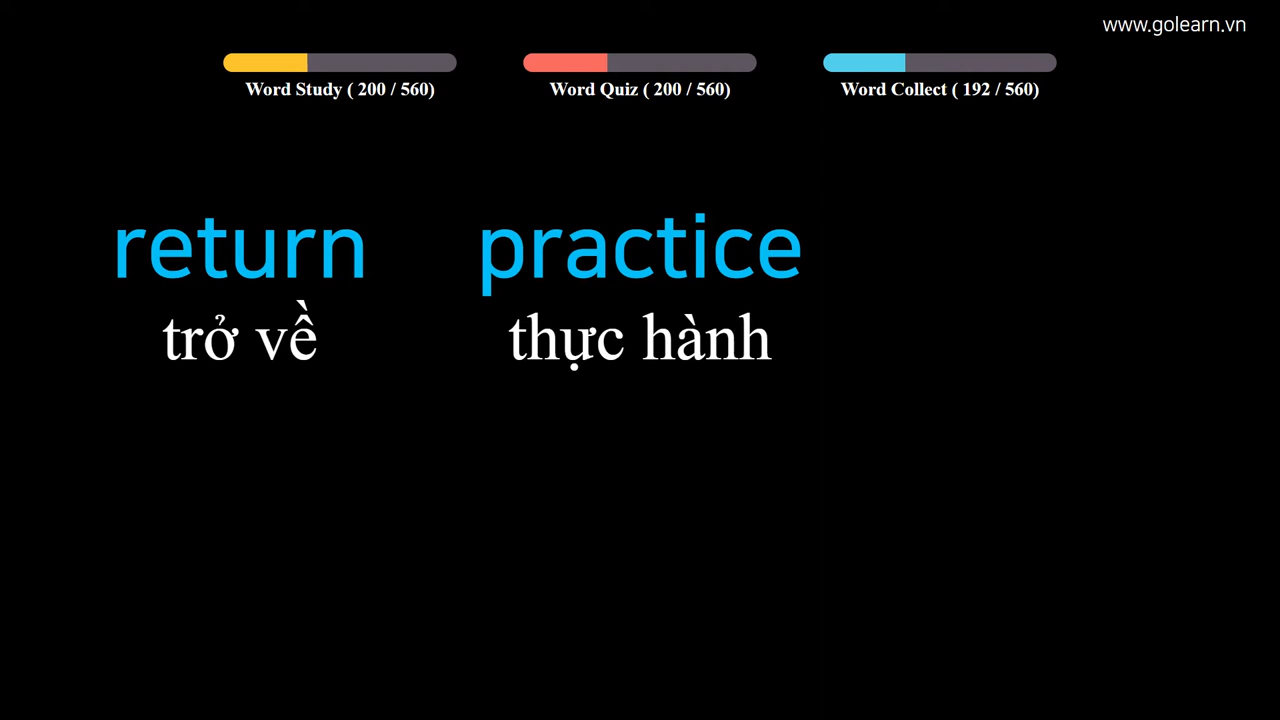 www.golearn.vn
Word Study ( 200 / 560)
Word Quiz ( 200 / 560)
Word Collect ( 192 / 560)
return
practice
trở về
thực hành